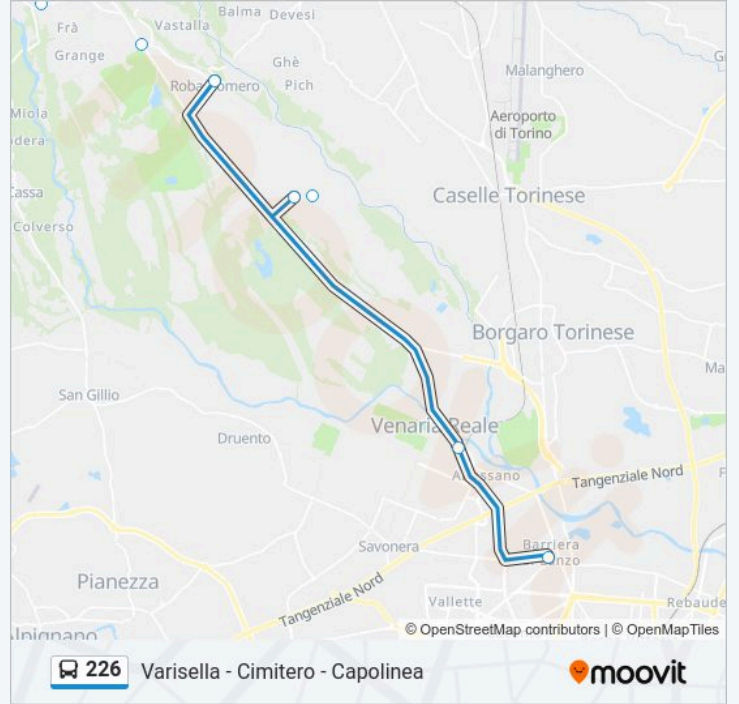 Balma
Devesi
Frà
Vastalla
Grange
Ghè
Pich
Malanghero
Miola
Aeroporto
di Torino
Caselle Torinese
Colverso
Borgaro Torinese
San Gillio
Druento
Venaria Reale
Tangenziale Nord
Savonera
Barriera
Pianezza
Tangenziale Nord
Vallette
Rebaude
Alpignano
© OpenStreetMap contributors | © OpenMapTiles
226 Varisella - Cimitero - Capolinea
moovit